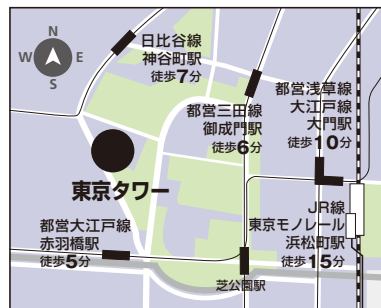 N
W E
S
日比谷線
神谷町駅
徒歩7分
都営三田線
御成門駅
徒歩6分
都営浅草線
大江戸線
大門駅
徒歩10分
東京タワー
都営大江戸線
赤羽橋駅
徒歩5分
JR線
東京モノレール
浜松町駅
徒歩15分
芝公園駅